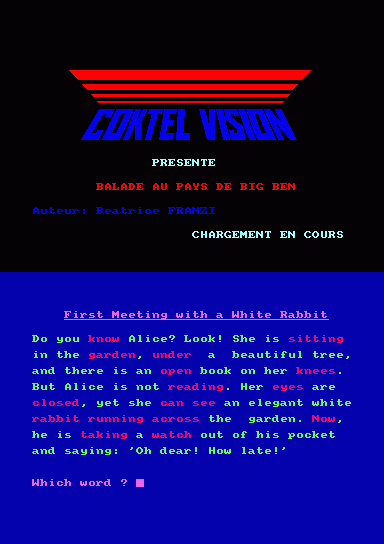 COKTEL VISION
PRESENTE
BALADE AU PAYS DE BIG BEN
Auteur: Beatrice FRANZI
CHARGEMENT EN COURS
First Meeting with a White Rabbit
Do you know Alice? Look! She is sitting
in the garden, under a beautiful tree,
and there is an open book on her knees.
But Alice is not reading. Her eyes are
closed, yet she can see an elegant white
rabbit running across the garden. Now,
he is taking a watch out of his pocket
and saying: 'Oh dear! How late!'
Which word ?